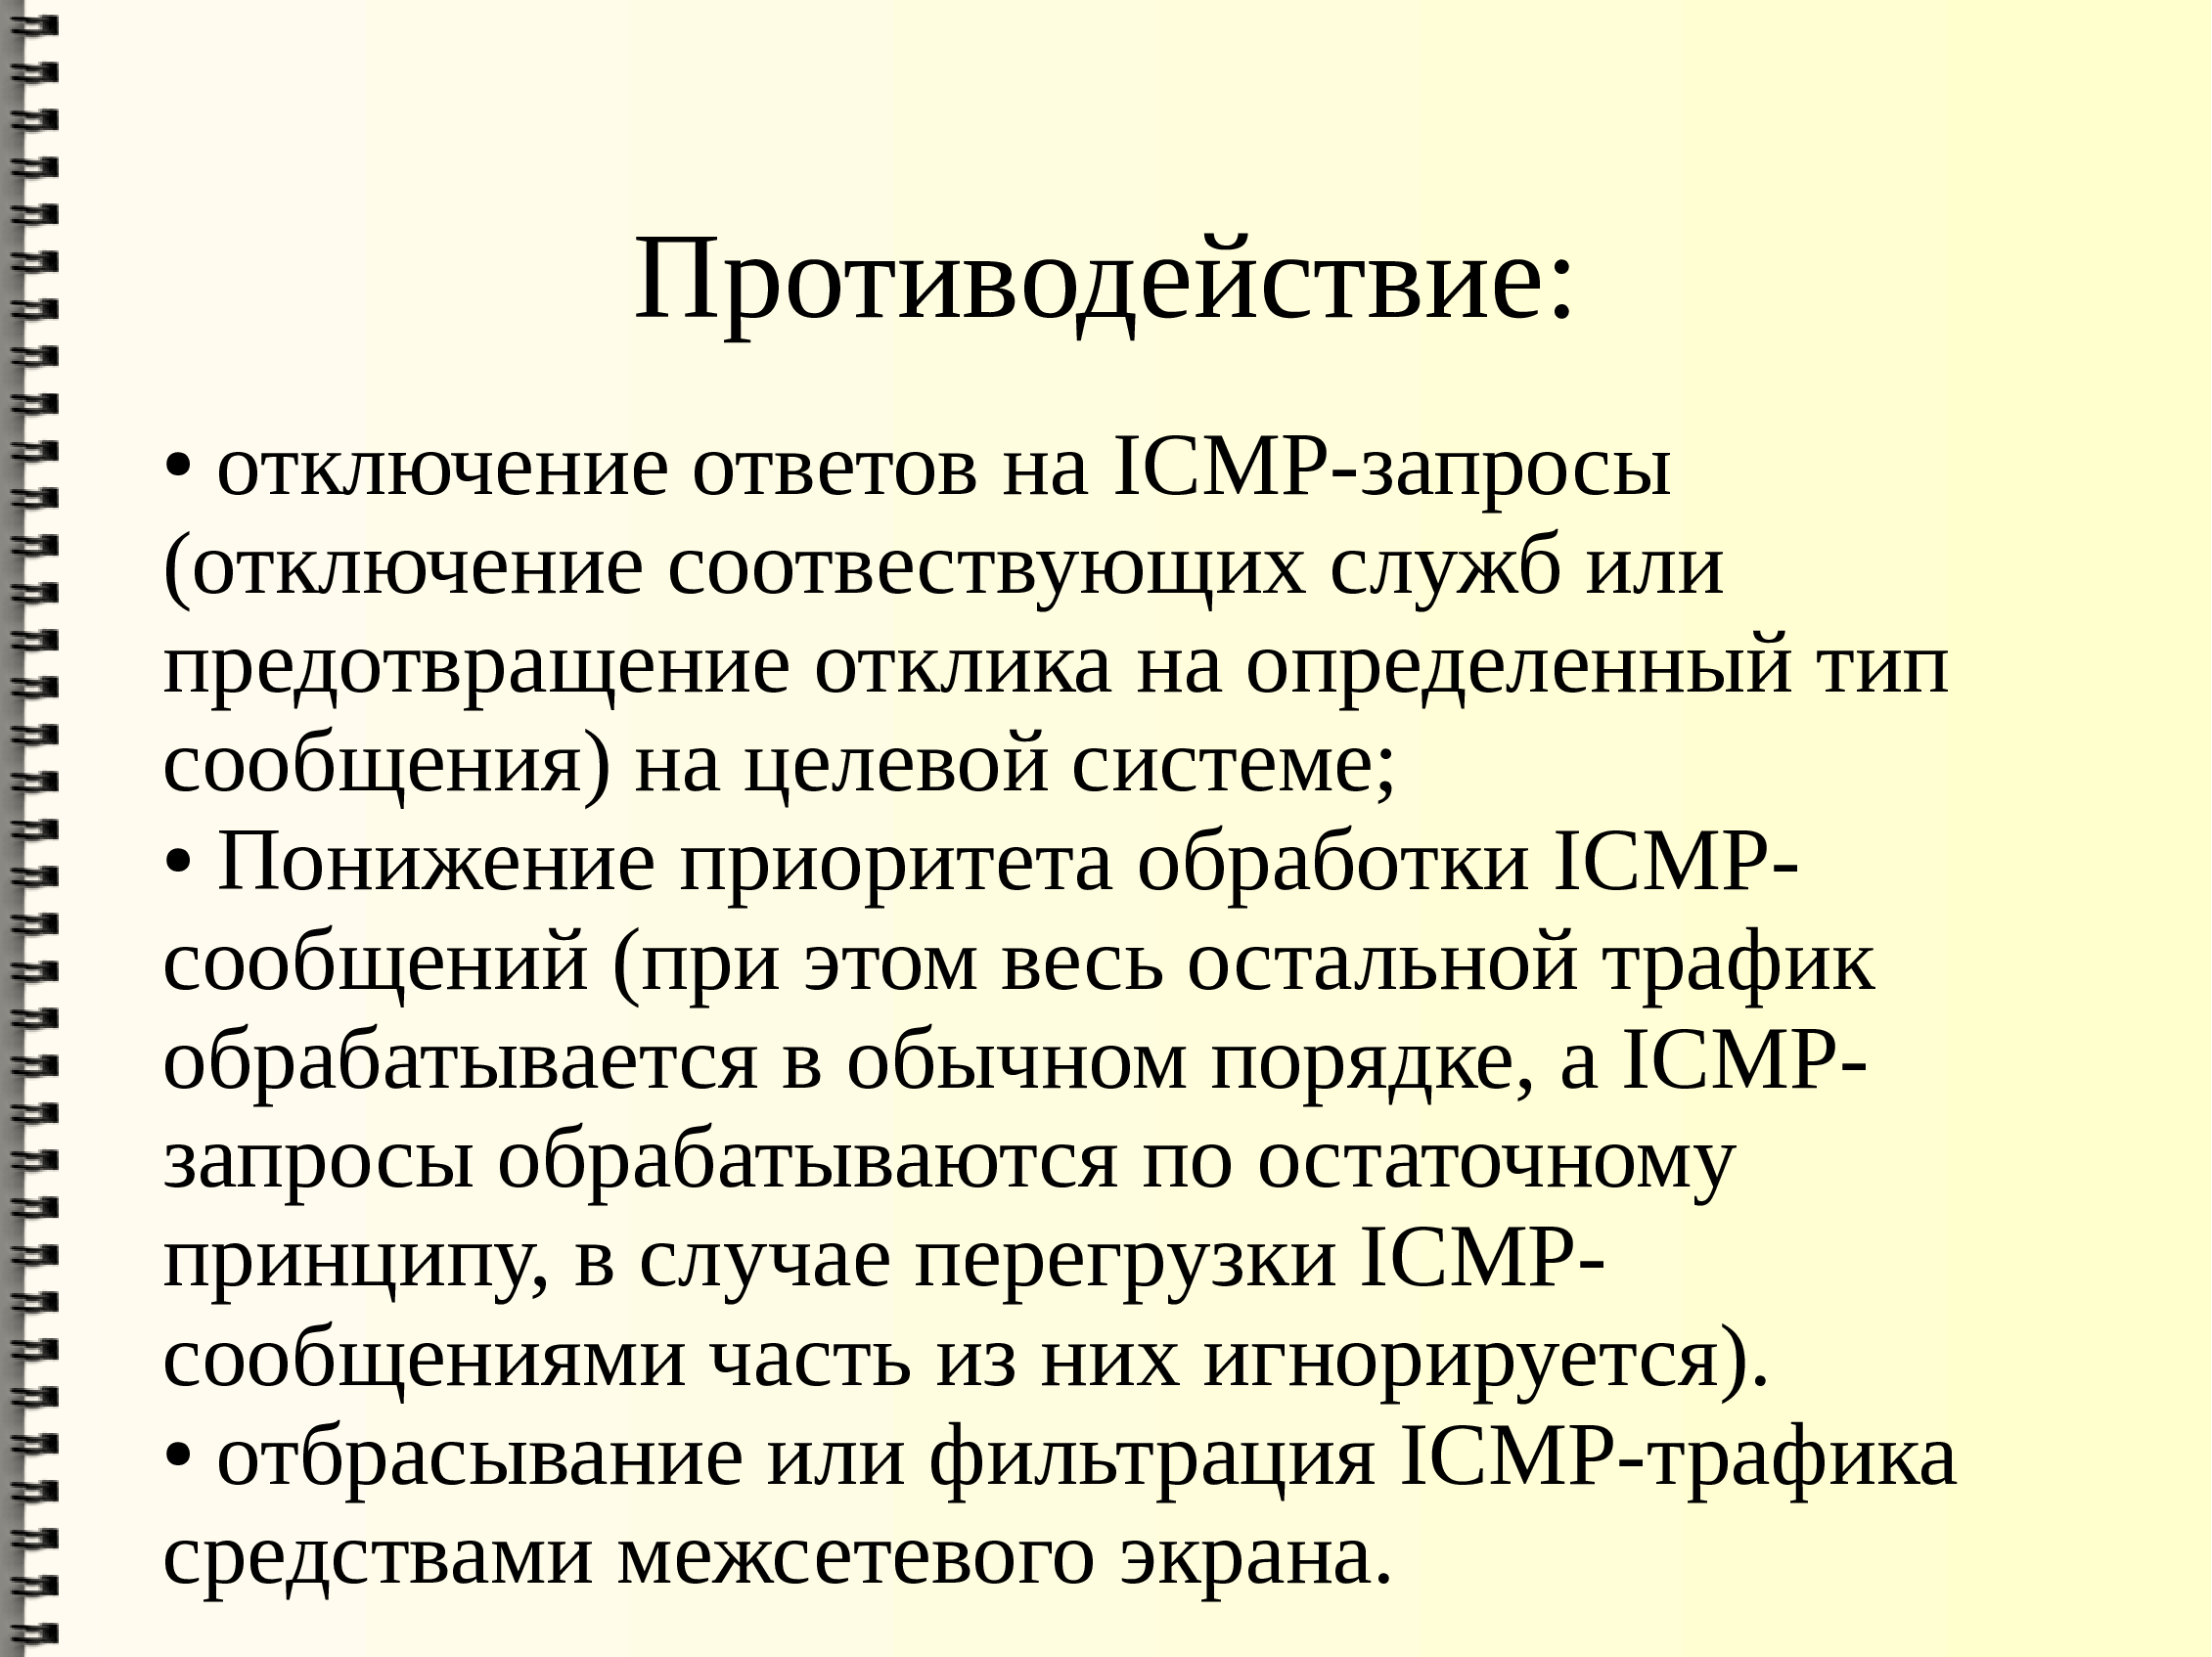 Противодействие:
• отключение ответов на ICMP-запросы
(отключение соотвествующих служб или
предотвращение отклика на определенный тип
сообщения) на целевой системе;
• Понижение приоритета обработки ICMP-
сообщений (при этом весь остальной трафик
обрабатывается в обычном порядке, а ICMP-
запросы обрабатываются по остаточному
принципу, в случае перегрузки ICMP-
сообщениями часть из них игнорируется).
• отбрасывание или фильтрация ICMP-трафика
средствами межсетевого экрана.